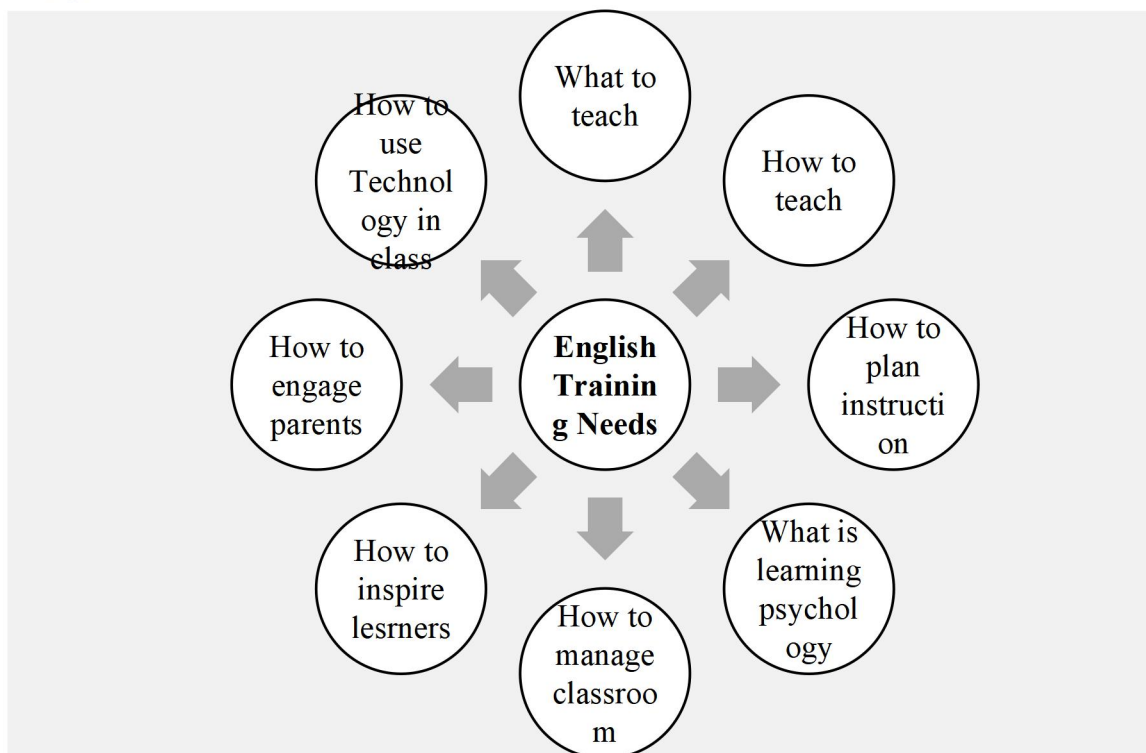 What to
teach
How to
teach
How to
plan
instructi
on
What is
learning
psychol
ogy
How to
manage
classroo
m
How to
inspire
lesrners
How to
engage
parents
How to
use
Technol
ogy in
class
English
Trainin
g Needs